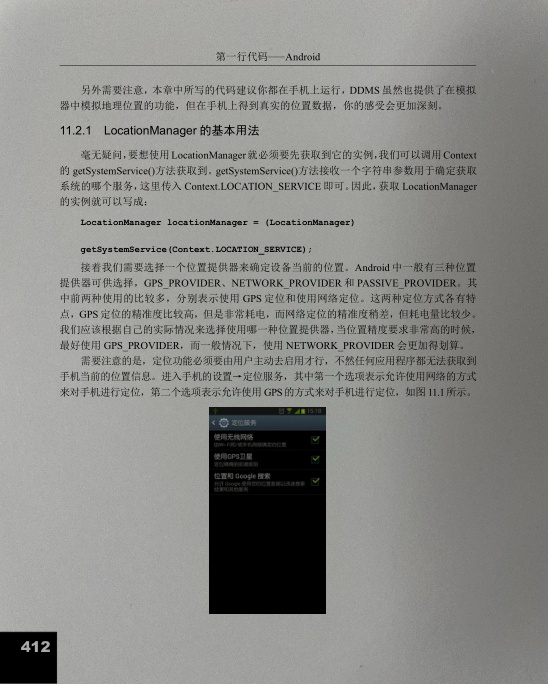 第一行代码——Android
另外需要注意，本章中所写的代码建议你都在手机上运行，DDMS 虽然也提供了在模拟
器中模拟地理位置的功能，但在手机上得到真实的位置数据，你的感受会更加深刻。
11.2.1 LocationManager 的基本用法
毫无疑问，要想使用 LocationManager 就必须要先获取到它的实例，我们可以调用 Context
的 getSystemService()方法获取到。getSystemService()方法接收一个字符串参数用于确定获取
系统的哪个服务，这里传入 Context.LOCATION_SERVICE 即可。因此，获取 LocationManager
的实例就可以写成：
LocationManager locationManager = (LocationManager)
getSystemService(Context.LOCATION_SERVICE);
接着我们需要选择一个位置提供器来确定设备当前的位置。Android 中一般有三种位置
提供器可供选择，GPS_PROVIDER、NETWORK_PROVIDER 和 PASSIVE_PROVIDER。其
中前两种使用的比较多，分别表示使用 GPS 定位和使用网络定位。这两种定位方式各有特
点，GPS 定位的精准度比较高，但是非常耗电，而网络定位的精准度稍差，但耗电量比较少。
我们应该根据自己的实际情况来选择使用哪一种位置提供器，当位置精度要求非常高的时候，
最好使用 GPS_PROVIDER，而一般情况下，使用 NETWORK_PROVIDER 会更加得划算。
需要注意的是，定位功能必须要由用户主动去启用才行，不然任何应用程序都无法获取到
手机当前的位置信息。进入手机的设置→定位服务，其中第一个选项表示允许使用网络的方式
来对手机进行定位，第二个选项表示允许使用 GPS 的方式来对手机进行定位，如图 11.1 所示。
定位服务
使用无线网络
使用GPS卫星
位置和 Google 搜索
412